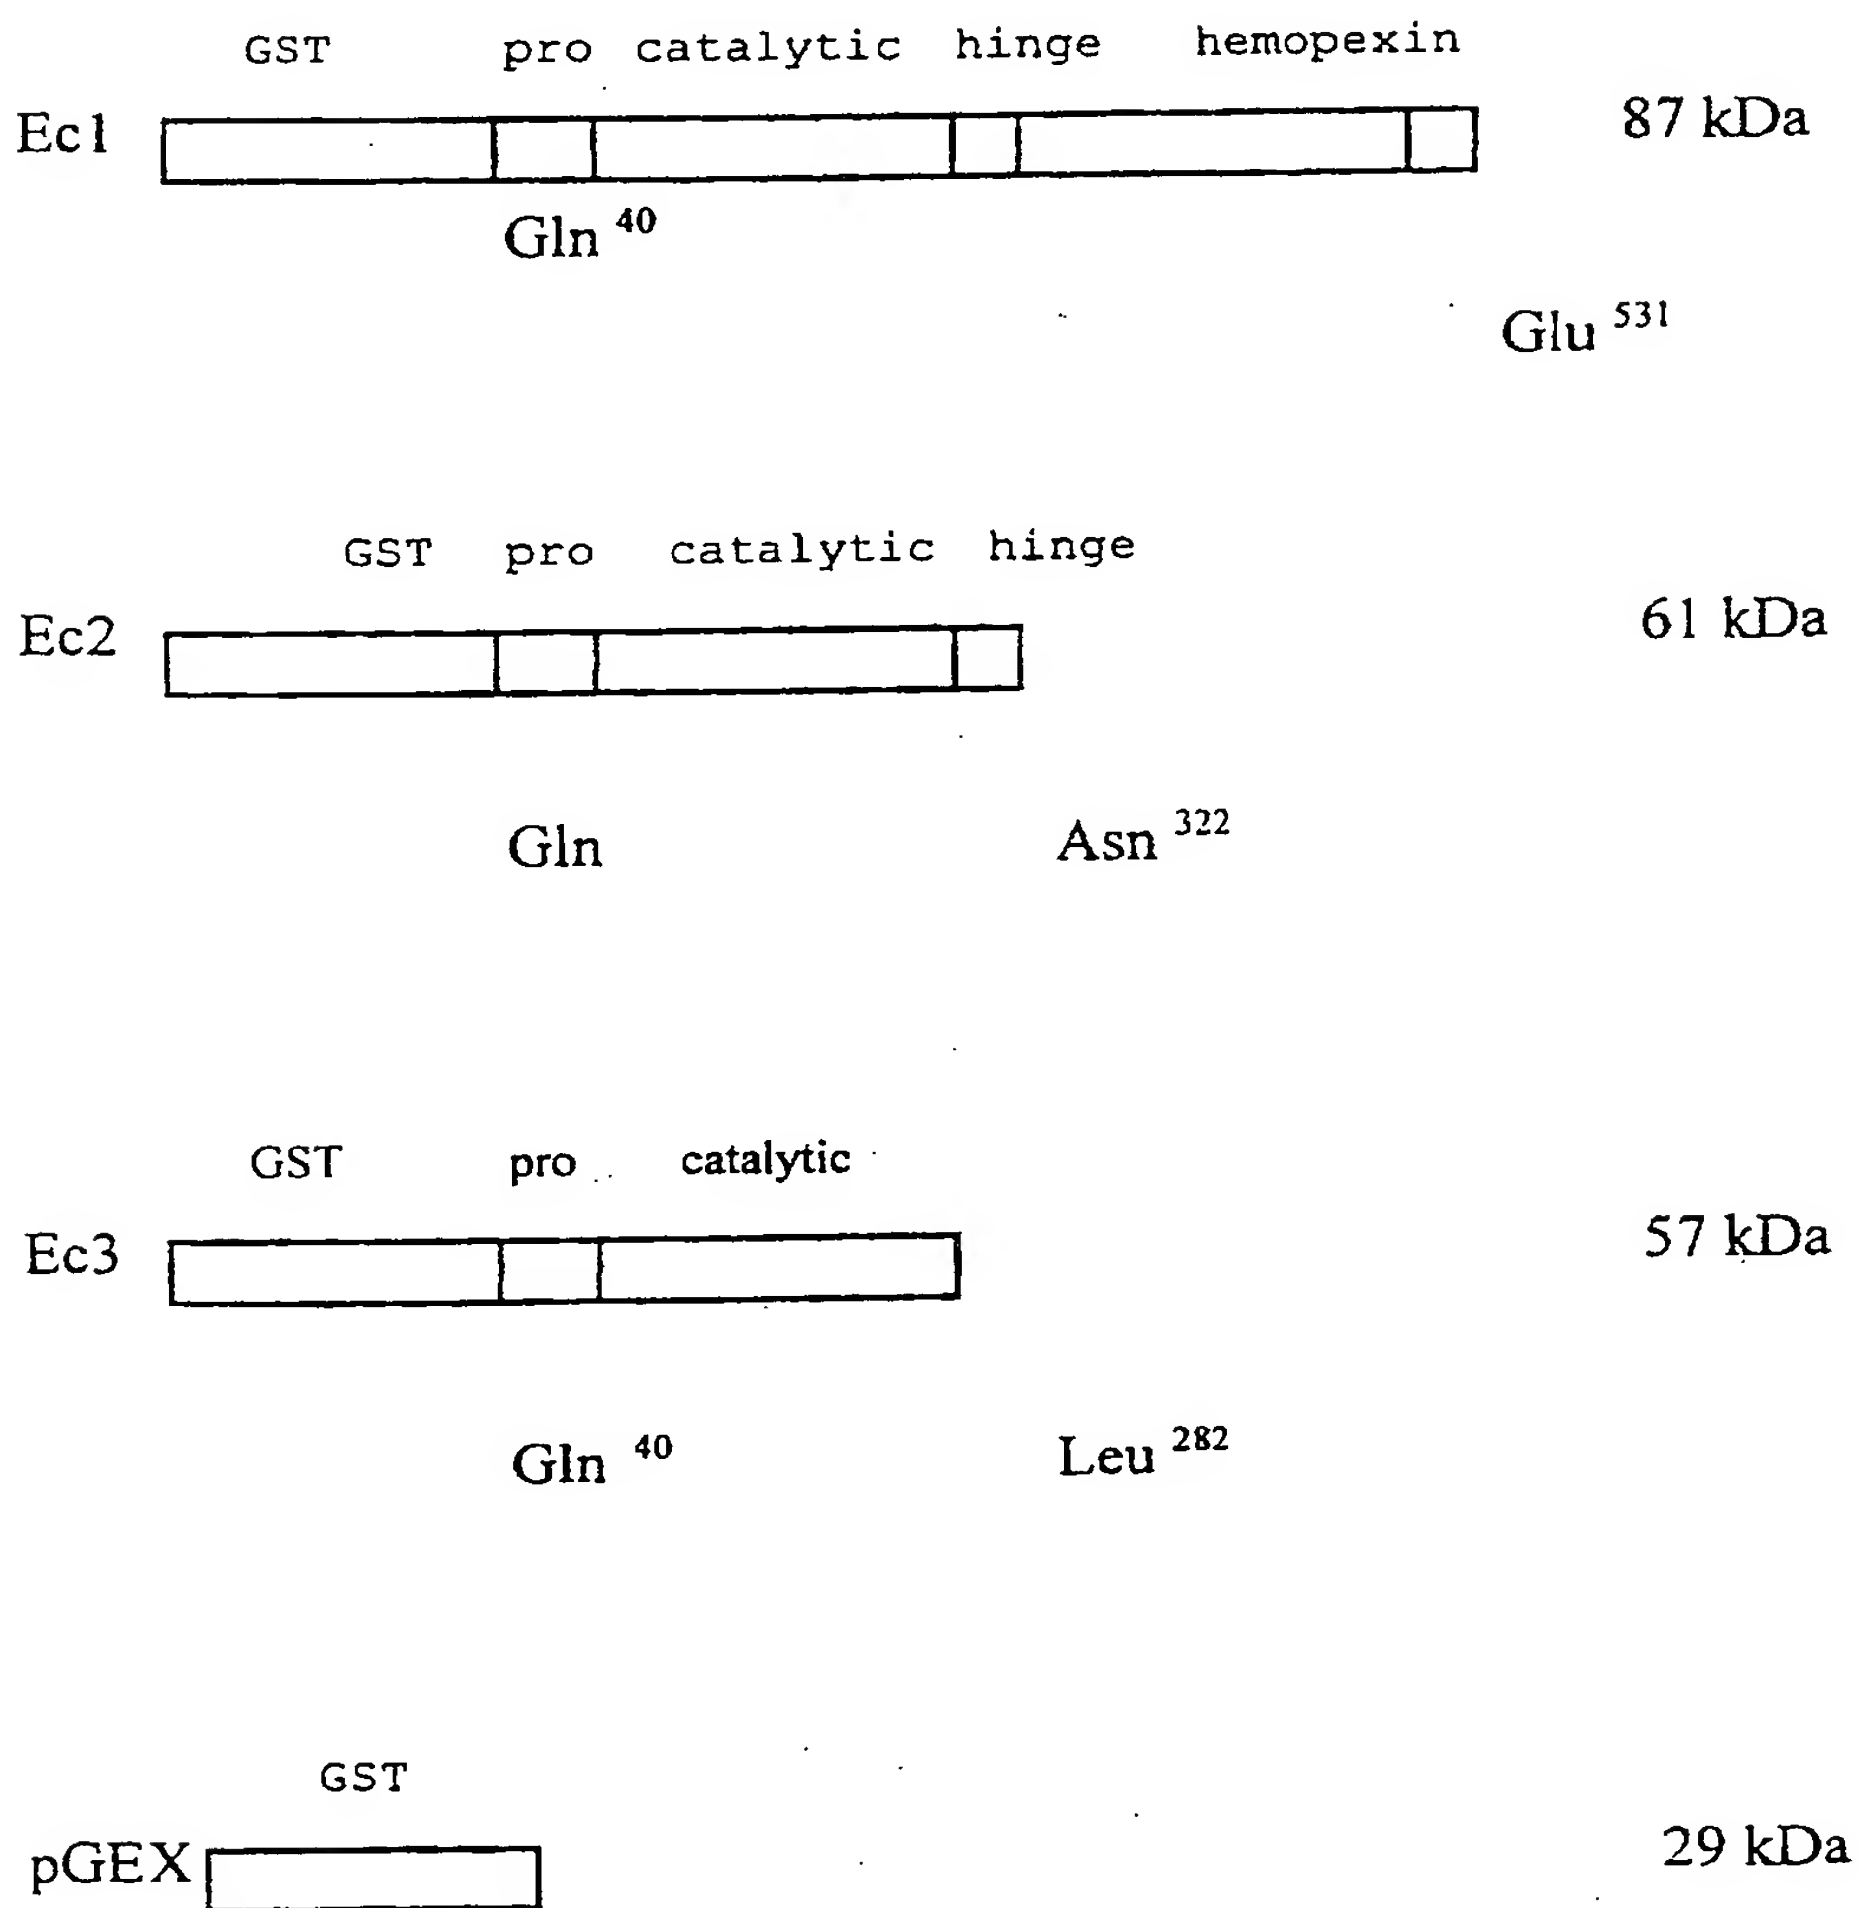 GST pro catalytic hinge hemopexin
Ec1 87 kDa
Gln 40
Glu 531
GST pro catalytic hinge
Ec2 61 kDa
Gln Asn 322
GST pro catalytic
Ec3 57 kDa
Gln 40 Leu 282
GST
pGEX 29 kDa